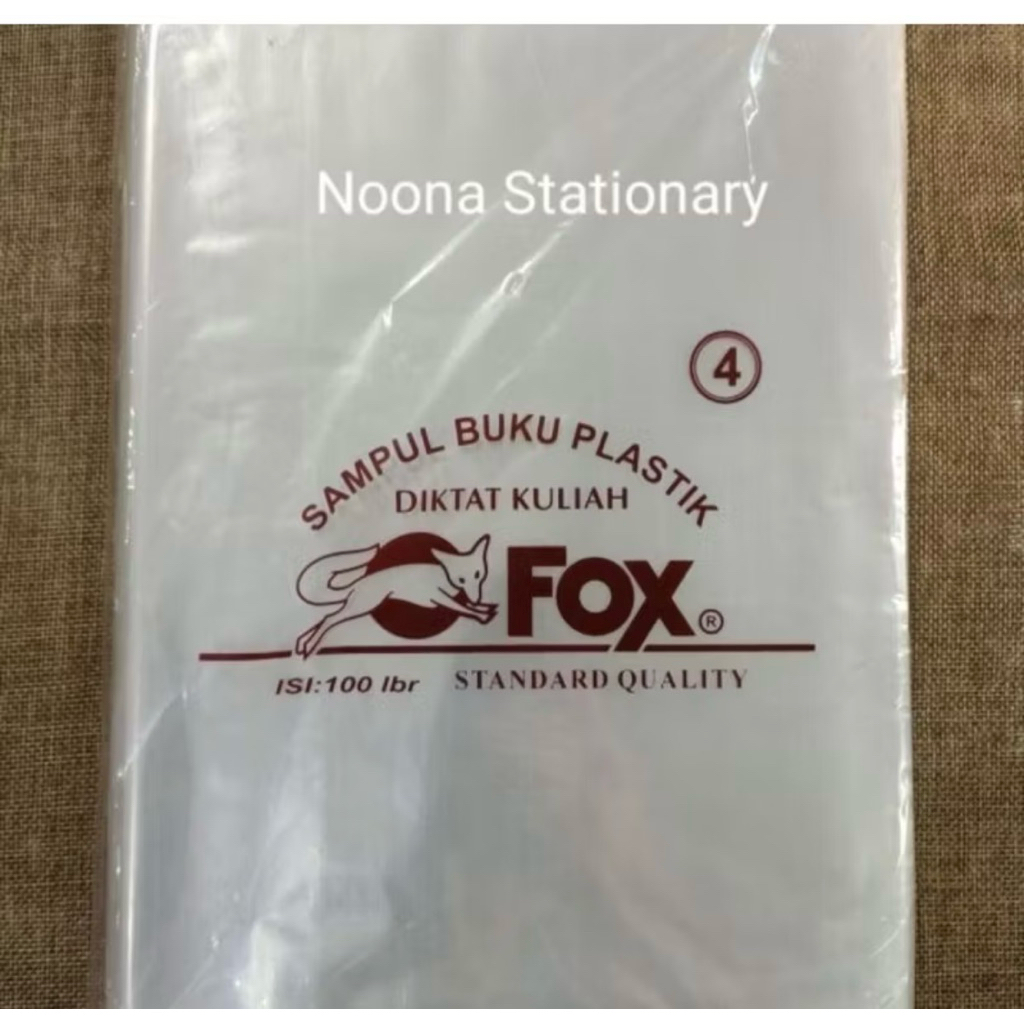 Noona Stationary
4
SAMPUL BUKU PLASTIK
DIKTAT KULIAH
FOX ®
ISI:100 lbr STANDARD QUALITY